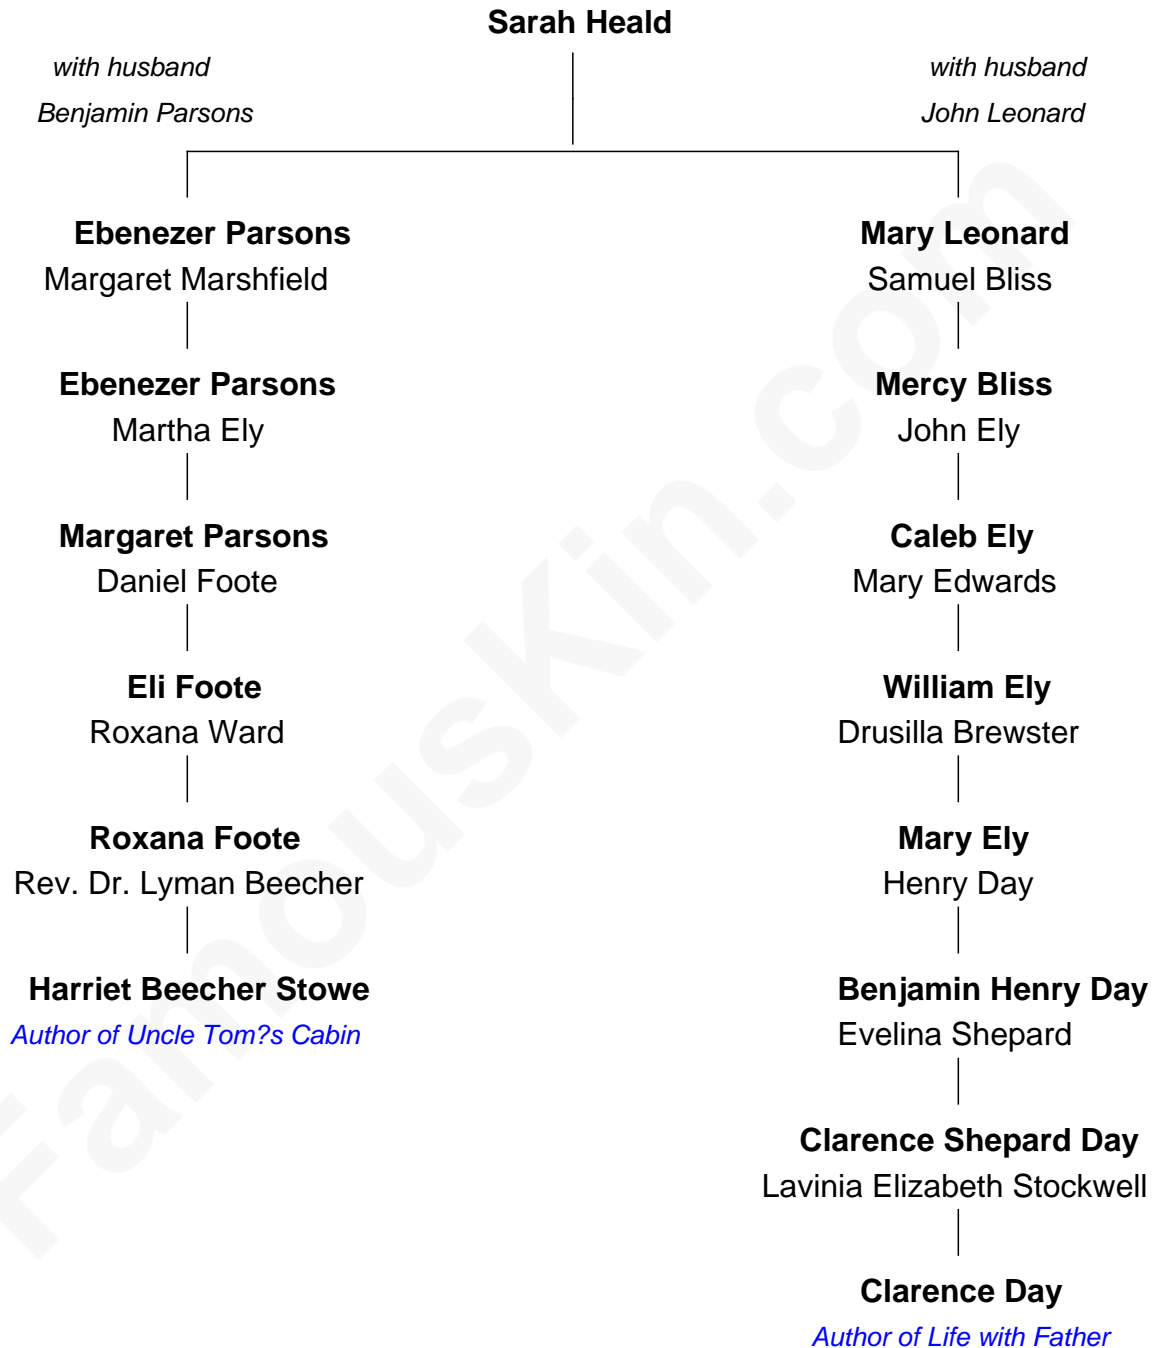 Sarah Heald
with husband
Benjamin Parsons
with husband
John Leonard
Ebenezer Parsons
Margaret Marshfield
Mary Leonard
Samuel Bliss
Ebenezer Parsons
Martha Ely
Mercy Bliss
John Ely
Margaret Parsons
Daniel Foote
Caleb Ely
Mary Edwards
Eli Foote
Roxana Ward
William Ely
Drusilla Brewster
Roxana Foote
Rev. Dr. Lyman Beecher
Mary Ely
Henry Day
Harriet Beecher Stowe
Author of Uncle Tom?s Cabin
Benjamin Henry Day
Evelina Shepard
Clarence Shepard Day
Lavinia Elizabeth Stockwell
Clarence Day
Author of Life with Father
FamousKin.com